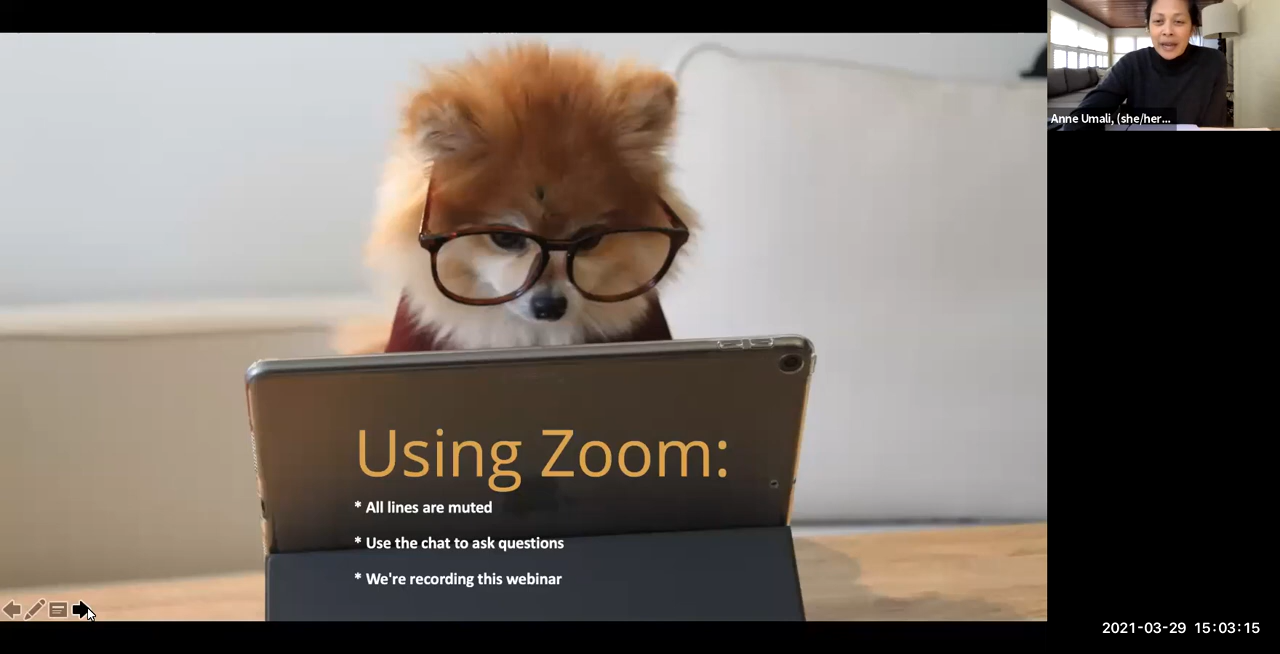 Anne Umali, (she/her...
Using Zoom:
* All lines are muted
* Use the chat to ask questions
* We're recording this webinar
2021-03-29 15:03:15